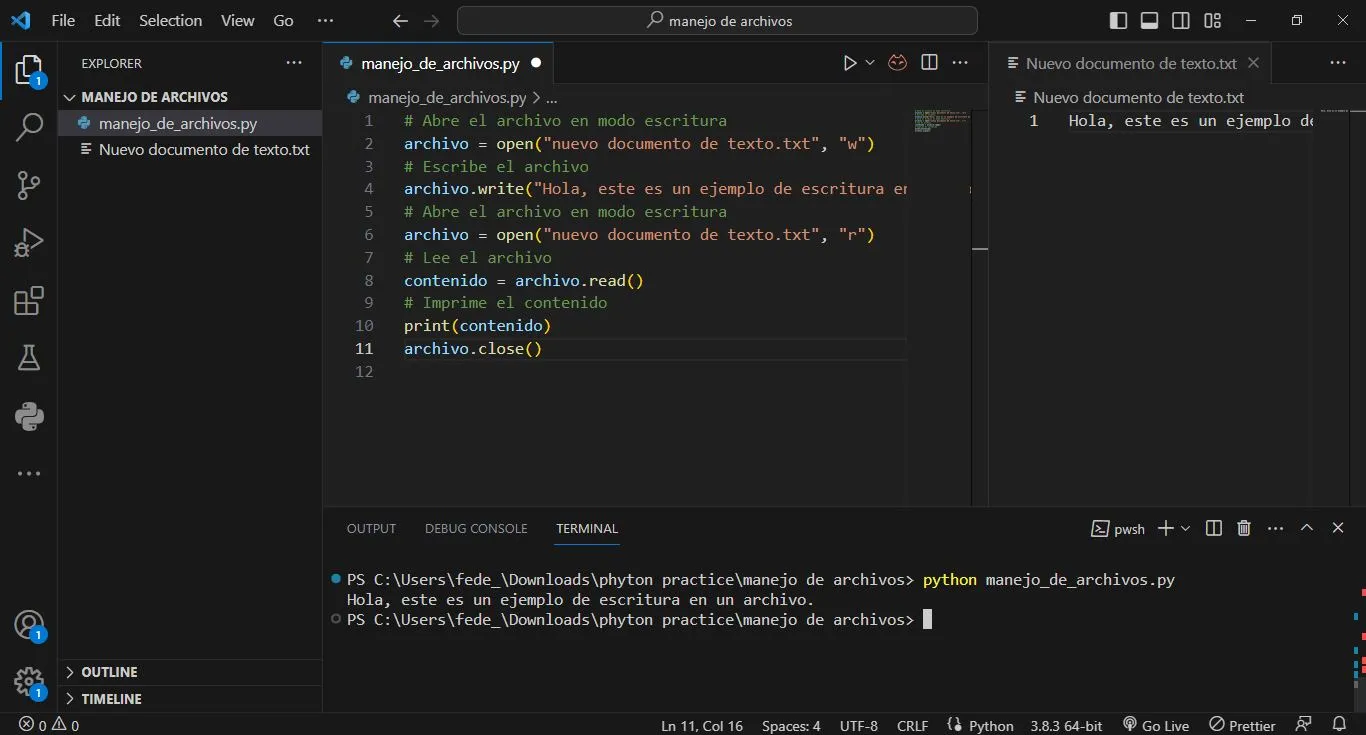 File Edit Selection View Go ··· manejo de archivos
EXPLORER ···
MANEJO DE ARCHIVOS
manejo_de_archivos.py
Nuevo documento de texto.txt
OUTLINE
TIMELINE
manejo_de_archivos.py
manejo_de_archivos.py > ...
1 # Abre el archivo en modo escritura
2 archivo = open("nuevo documento de texto.txt", "w")
3 # Escribe el archivo
4 archivo.write("Hola, este es un ejemplo de escritura en
5 # Abre el archivo en modo escritura
6 archivo = open("nuevo documento de texto.txt", "r")
7 # Lee el archivo
8 contenido = archivo.read()
9 # Imprime el contenido
10 print(contenido)
11 archivo.close()
12
Nuevo documento de texto.txt
Nuevo documento de texto.txt
1 Hola, este es un ejemplo de
OUTPUT DEBUG CONSOLE TERMINAL pwsh
PS C:\Users\fede_\Downloads\phyton practice\manejo de archivos> python manejo_de_archivos.py
Hola, este es un ejemplo de escritura en un archivo.
PS C:\Users\fede_\Downloads\phyton practice\manejo de archivos>
1
1
1
0 0 Ln 11, Col 16 Spaces: 4 UTF-8 CRLF Python 3.8.3 64-bit Go Live Prettier